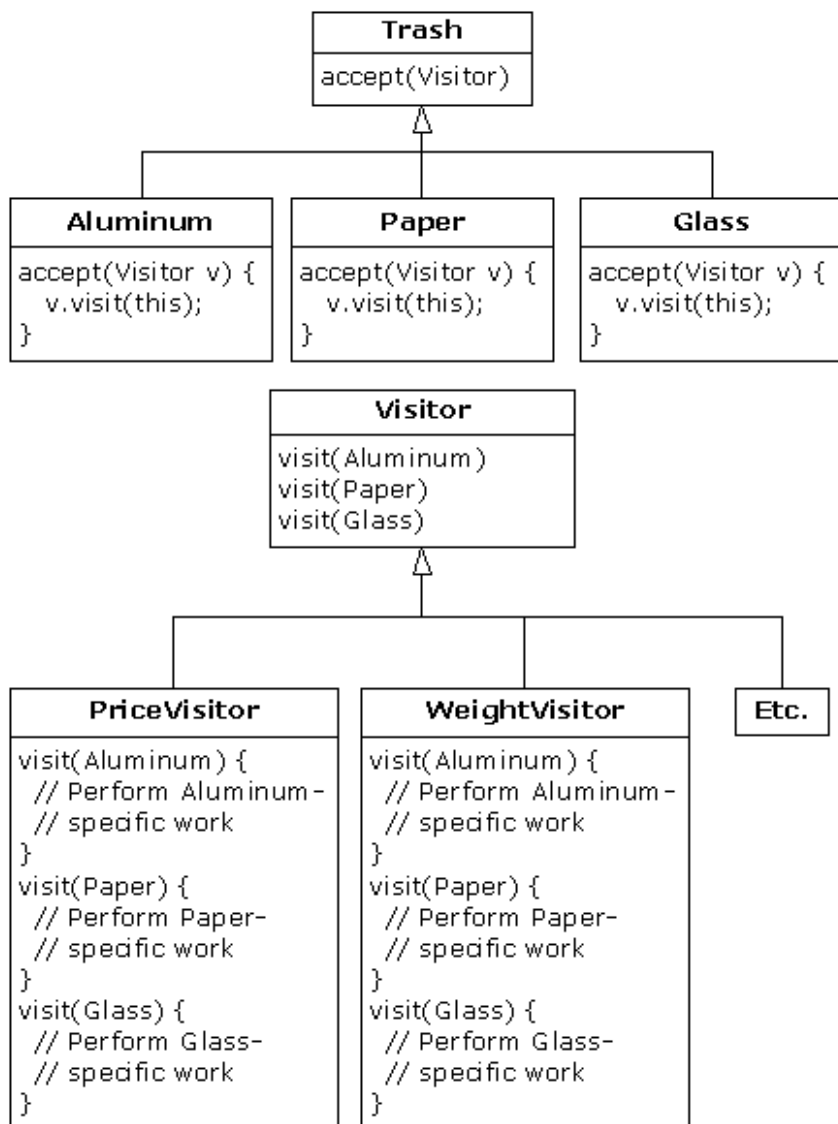 Trash
accept(Visitor)
Aluminum
accept(Visitor v) {
v.visit(this);
}
Paper
accept(Visitor v) {
v.visit(this);
}
Glass
accept(Visitor v) {
v.visit(this);
}
Visitor
visit(Aluminum)
visit(Paper)
visit(Glass)
PriceVisitor
visit(Aluminum) {
// Perform Aluminum-
// specific work
}
visit(Paper) {
// Perform Paper-
// specific work
}
visit(Glass) {
// Perform Glass-
// specific work
}
WeightVisitor
visit(Aluminum) {
// Perform Aluminum-
// specific work
}
visit(Paper) {
// Perform Paper-
// specific work
}
visit(Glass) {
// Perform Glass-
// specific work
}
Etc.